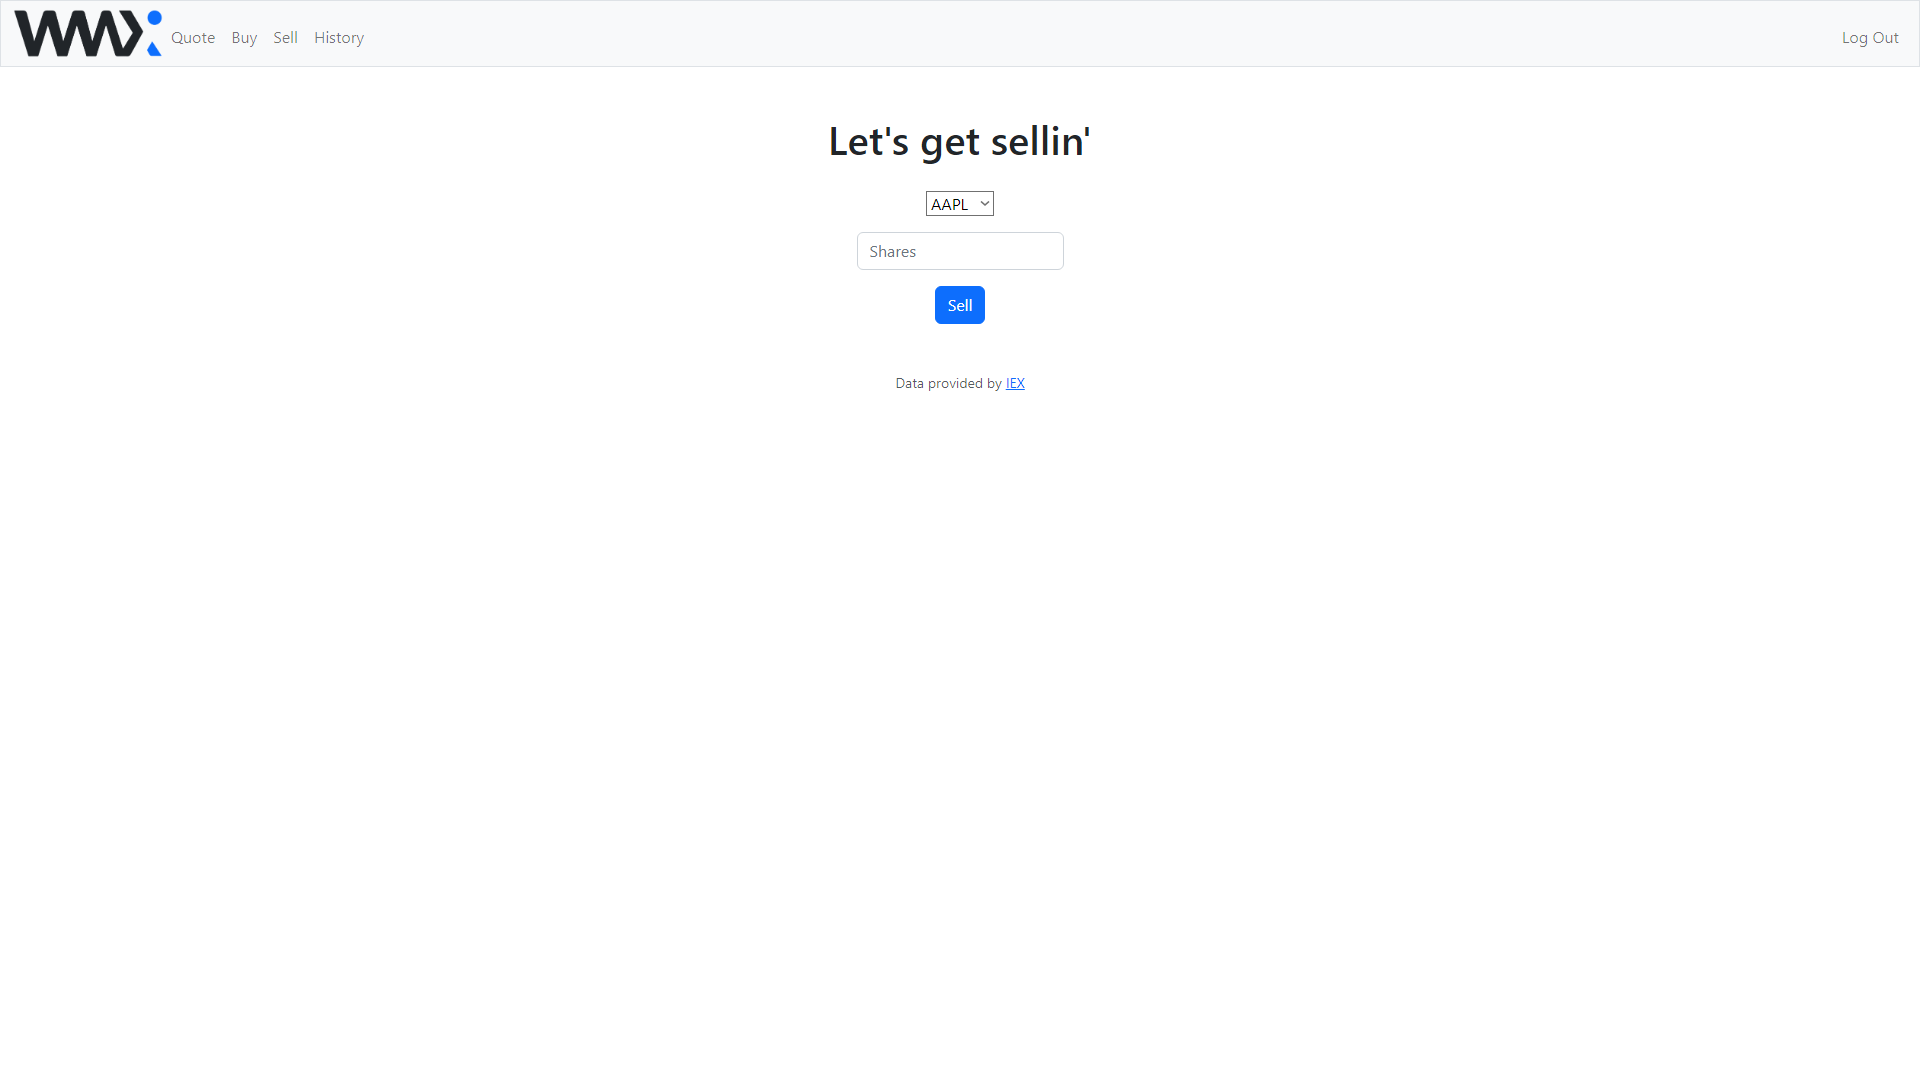 Quote Buy Sell History Log Out
Let's get sellin'
AAPL
Shares
Sell
Data provided by IEX